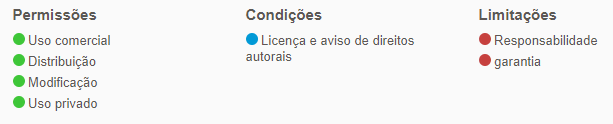 Permissões
Uso comercial
Distribuição
Modificação
Uso privado
Condições
Licença e aviso de direitos
autorais
Limitações
Responsabilidade
garantia